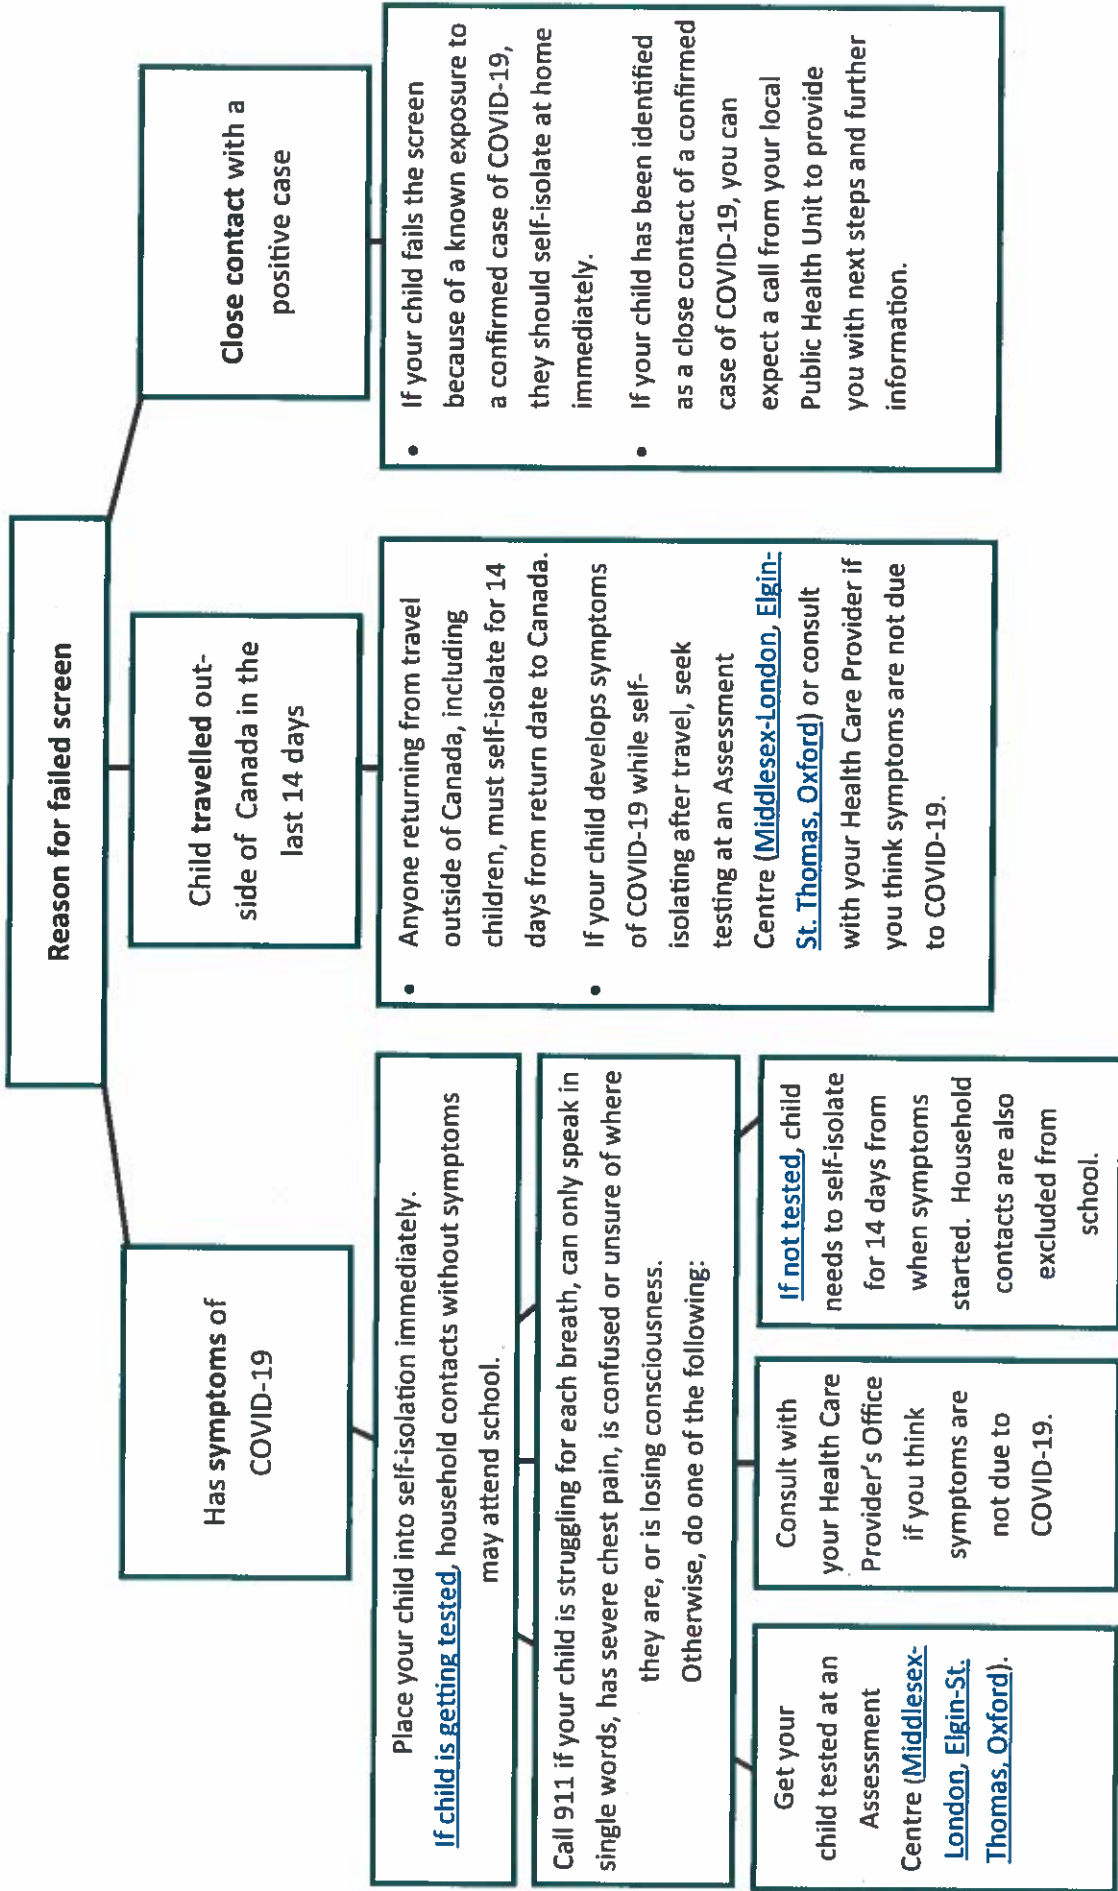 Reason for failed screen
Has symptoms of
COVID-19
Place your child into self-isolation immediately.
If child is getting tested, household contacts without symptoms
may attend school.
Call 911 if your child is struggling for each breath, can only speak in
single words, has severe chest pain, is confused or unsure of where
they are, or is losing consciousness.
Otherwise, do one of the following:
Get your
child tested at an
Assessment
Centre (Middlesex-
London, Elgin-St.
Thomas, Oxford).
Consult with
your Health Care
Provider's Office
if you think
symptoms are
not due to
COVID-19.
If not tested, child
needs to self-isolate
for 14 days from
when symptoms
started. Household
contacts are also
excluded from
school.
Child travelled out-
side of Canada in the
last 14 days
• Anyone returning from travel
outside of Canada, including
children, must self-isolate for 14
days from return date to Canada.
• If your child develops symptoms
of COVID-19 while self-
isolating after travel, seek
testing at an Assessment
Centre (Middlesex-London, Elgin-
St. Thomas, Oxford) or consult
with your Health Care Provider if
you think symptoms are not due
to COVID-19.
Close contact with a
positive case
• If your child fails the screen
because of a known exposure to
a confirmed case of COVID-19,
they should self-isolate at home
immediately.
• If your child has been identified
as a close contact of a confirmed
case of COVID-19, you can
expect a call from your local
Public Health Unit to provide
you with next steps and further
information.